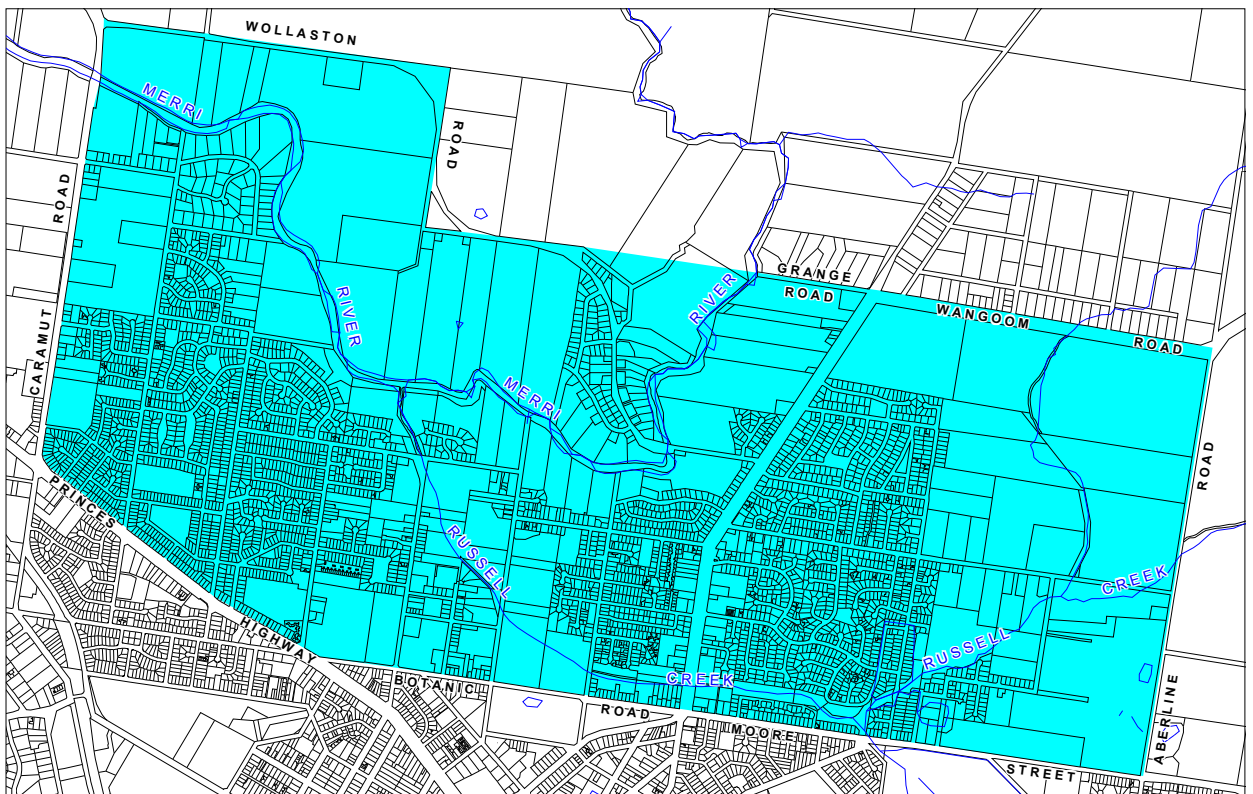 WOLLASTON
MERRI
ROAD
ROAD
GRANGE
ROAD
RIVER
WANGOOM
ROAD
RIVER
CARAMUT
MERRI
ROAD
PRINCES
RUSSELL
CREEK
HIGHWAY
RUSSELL
CREEK
BOTANIC
ROAD
MOORE
STREET
ABERLINE